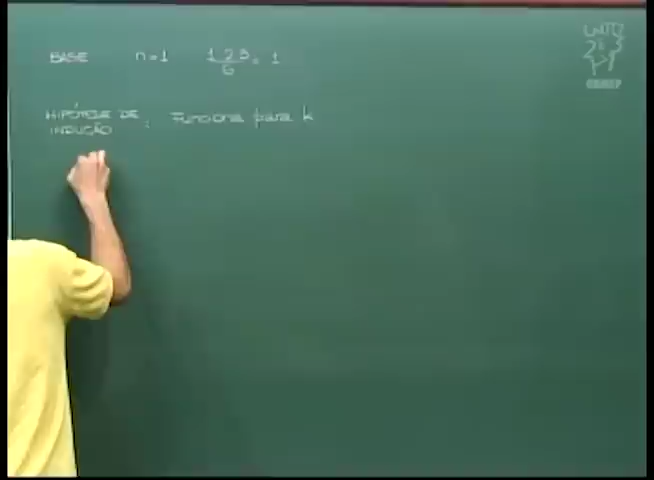 BASE n=1 1 2 3 / 6 = 1
HIPÓTESE DE
INDUÇÃO : Funciona para k